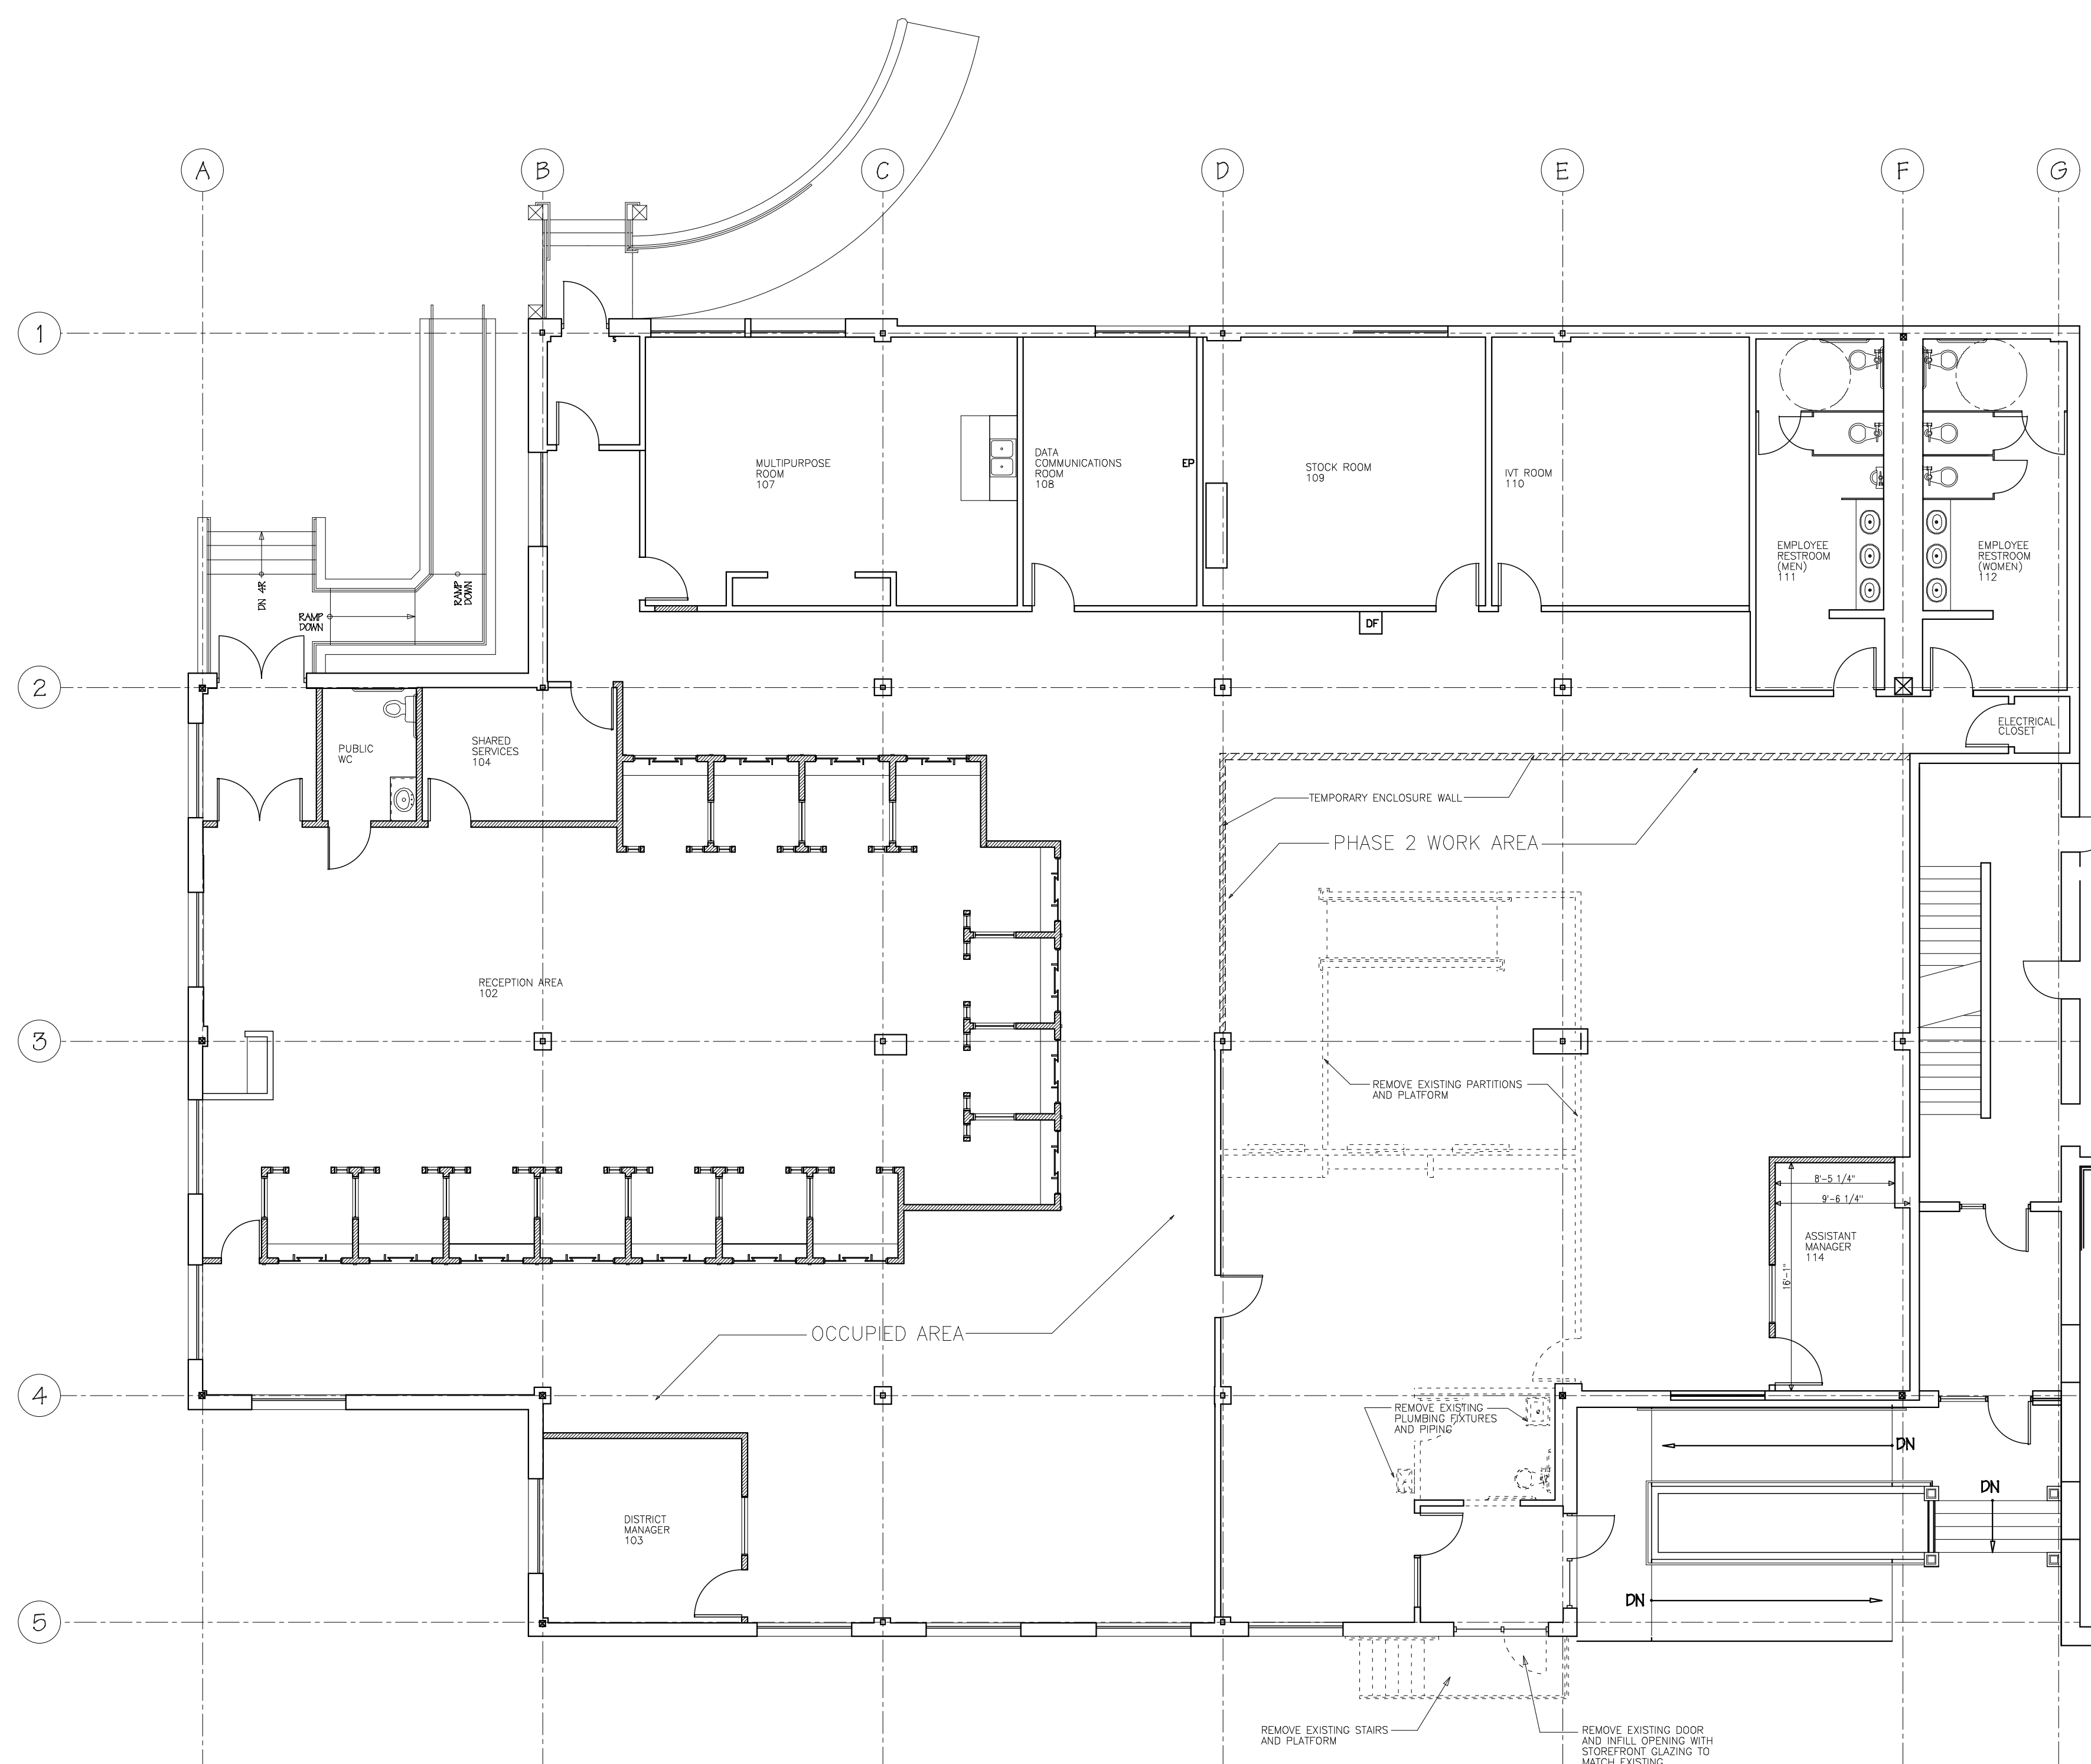 A
B
C
D
E
F
G
1
MULTIPURPOSE
ROOM
107
DATA
COMMUNICATIONS
ROOM
108
EP
STOCK ROOM
109
IVT ROOM
110
EMPLOYEE
RESTROOM
(MEN)
111
EMPLOYEE
RESTROOM
(WOMEN)
112
DN 4R
RAMP
DOWN
RAMP
DOWN
DF
2
PUBLIC
WC
SHARED
SERVICES
104
ELECTRICAL
CLOSET
TEMPORARY ENCLOSURE WALL
PHASE 2 WORK AREA
RECEPTION AREA
102
3
REMOVE EXISTING PARTITIONS
AND PLATFORM
8'-5 1/4"
9'-6 1/4"
16'-1"
ASSISTANT
MANAGER
114
OCCUPIED AREA
4
REMOVE EXISTING
PLUMBING FIXTURES
AND PIPING
DN
DN
DN
DISTRICT
MANAGER
103
5
REMOVE EXISTING STAIRS
AND PLATFORM
REMOVE EXISTING DOOR
AND INFILL OPENING WITH
STOREFRONT GLAZING TO
MATCH EXISTING